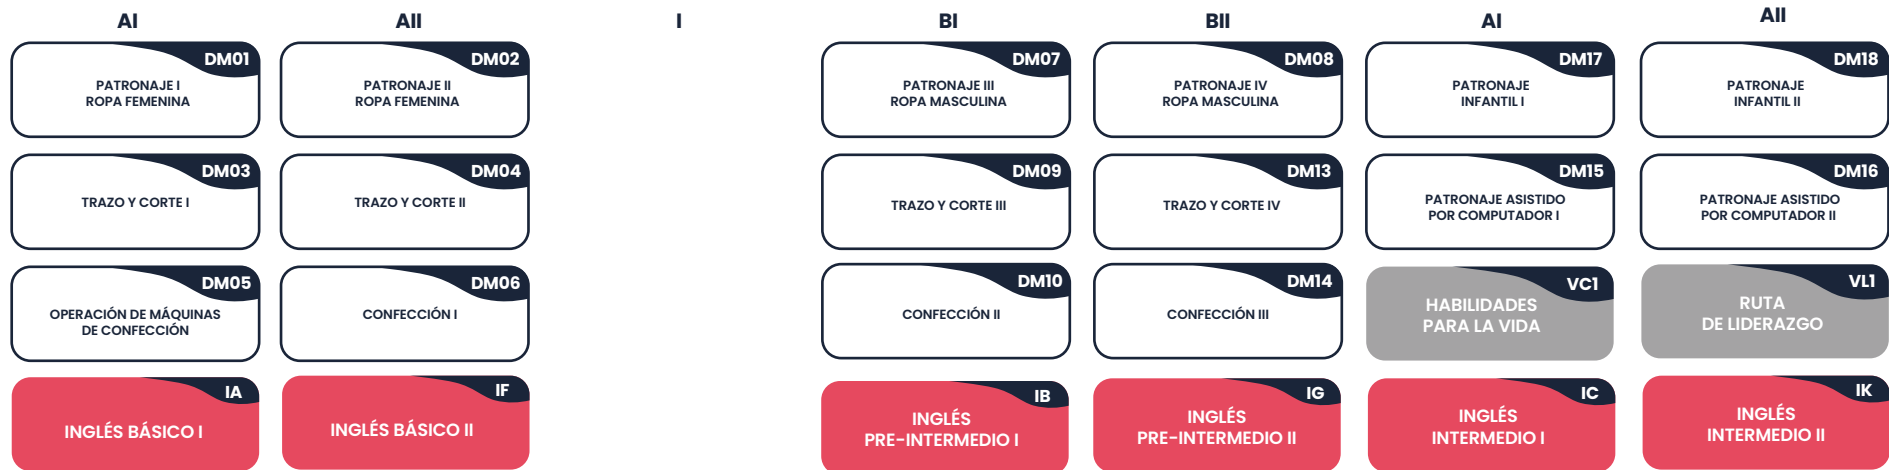 AI
AII
I
BI
BII
AI
AII
DM01
PATRONAJE I
ROPA FEMENINA
DM02
PATRONAJE II
ROPA FEMENINA
DM07
PATRONAJE III
ROPA MASCULINA
DM08
PATRONAJE IV
ROPA MASCULINA
DM17
PATRONAJE
INFANTIL I
DM18
PATRONAJE
INFANTIL II
DM03
TRAZO Y CORTE I
DM04
TRAZO Y CORTE II
DM09
TRAZO Y CORTE III
DM13
TRAZO Y CORTE IV
DM15
PATRONAJE ASISTIDO
POR COMPUTADOR I
DM16
PATRONAJE ASISTIDO
POR COMPUTADOR II
DM05
OPERACIÓN DE MÁQUINAS
DE CONFECCIÓN
DM06
CONFECCIÓN I
DM10
CONFECCIÓN II
DM14
CONFECCIÓN III
VC1
HABILIDADES
PARA LA VIDA
VL1
RUTA
DE LIDERAZGO
IA
INGLÉS BÁSICO I
IF
INGLÉS BÁSICO II
IB
INGLÉS
PRE-INTERMEDIO I
IG
INGLÉS
PRE-INTERMEDIO II
IC
INGLÉS
INTERMEDIO I
IK
INGLÉS
INTERMEDIO II